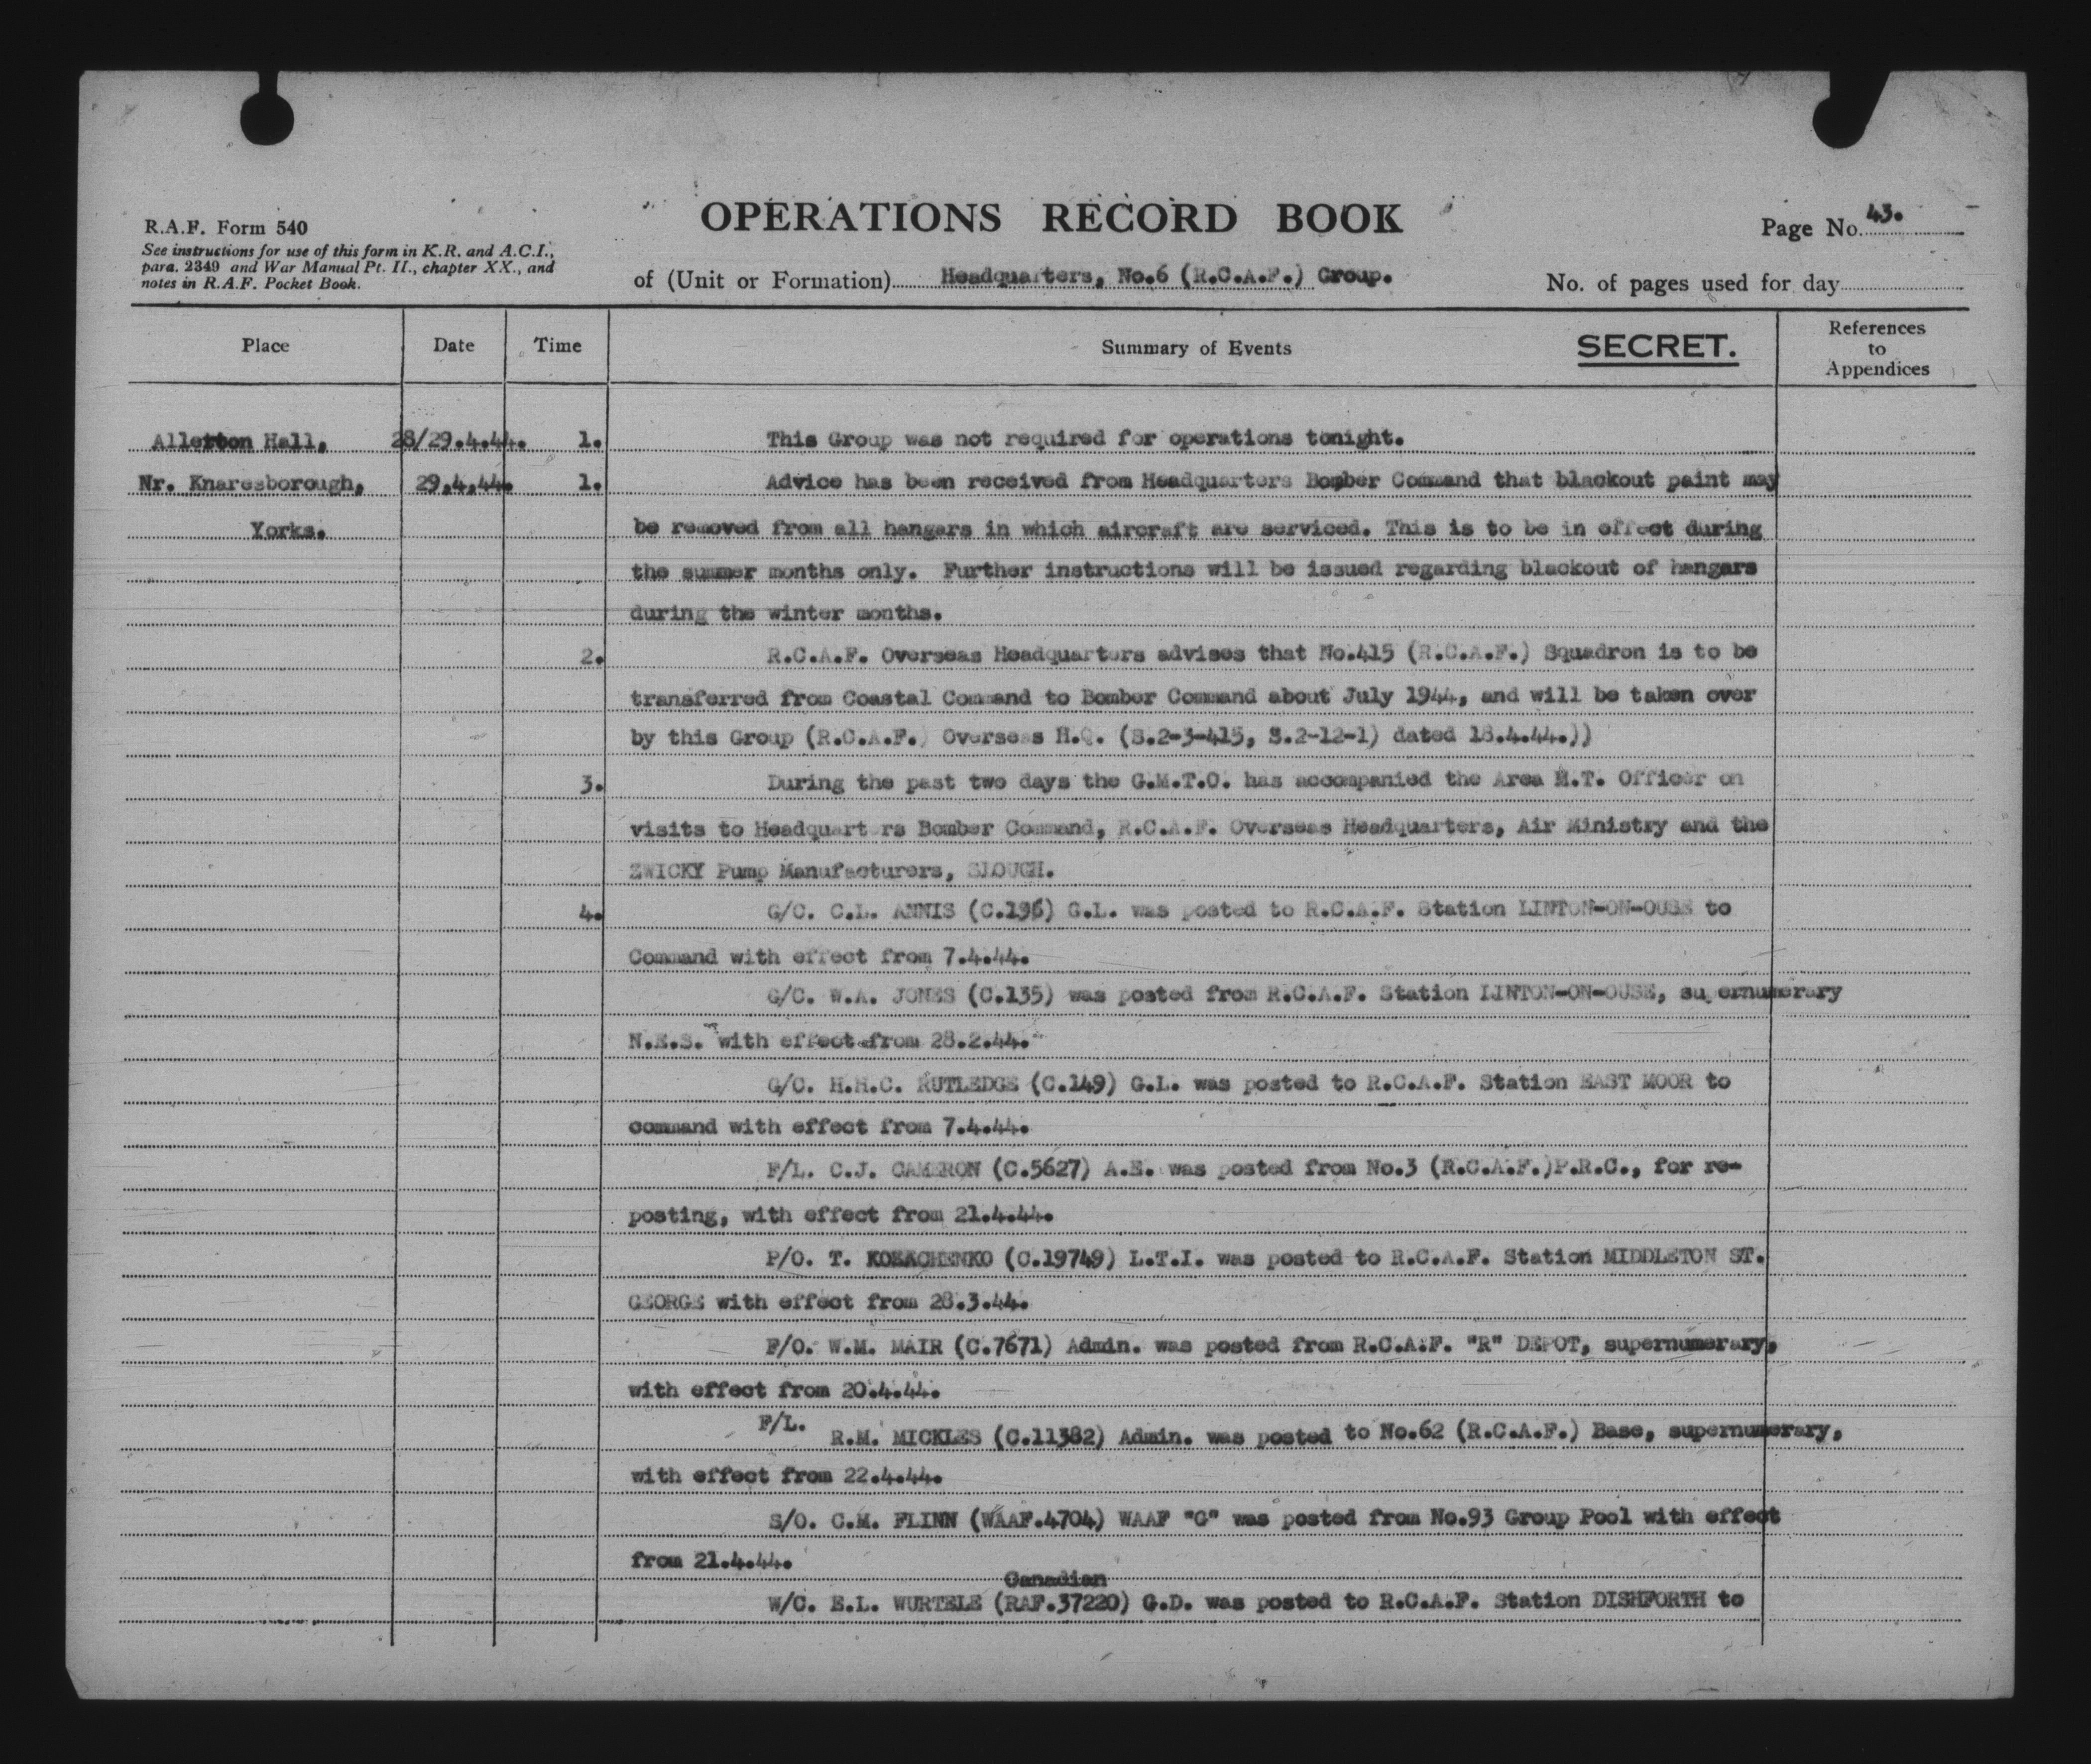 OPERATIONS RECORD BOOK
R.A.F. Form 540
See instructions for use of this form in K.R. and A.C.I.,
para. 2349 and War Manual Pt. II., chapter XX., and
notes in R.A.F. Pocket Book.
Page No. 43.
of (Unit or Formation) Headquarters, No.6 (R.C.A.F.) Group.
No. of pages used for day
Place Date Time Summary of Events SECRET. References to Appendices
Allerton Hall, 28/29.4.44. 1. This Group was not required for operations tonight.
Nr. Knaresborough, 29.4.44. 1. Advice has been received from Headquarters Bomber Command that blackout paint may
Yorks. be removed from all hangars in which aircraft are serviced. This is to be in effect during
the summer months only. Further instructions will be issued regarding blackout of hangars
during the winter months.
2. R.C.A.F. Overseas Headquarters advises that No.415 (R.C.A.F.) Squadron is to be
transferred from Coastal Command to Bomber Command about July 1944, and will be taken over
by this Group (R.C.A.F.) Overseas H.Q. (S.2-3-415, S.2-12-1) dated 18.4.44.))
3. During the past two days the G.M.T.O. has accompanied the Area M.T. Officer on
visits to Headquarters Bomber Command, R.C.A.F. Overseas Headquarters, Air Ministry and the
ZWICKY Pump Manufacturers, SLOUGH.
4. G/C. C.L. ANNIS (C.196) G.L. was posted to R.C.A.F. Station LINTON-ON-OUSE to
Command with effect from 7.4.44.
G/C. W.A. JONES (C.135) was posted from R.C.A.F. Station LINTON-ON-OUSE, supernumerary
N.E.S. with effect from 28.2.44.
G/C. H.H.C. RUTLEDGE (C.149) G.L. was posted to R.C.A.F. Station EAST MOOR to
command with effect from 7.4.44.
F/L. C.J. CAMERON (C.5627) A.E. was posted from No.3 (R.C.A.F.)P.R.C., for re-
posting, with effect from 21.4.44.
P/O. T. KOZACHENKO (C.19749) L.T.I. was posted to R.C.A.F. Station MIDDLETON ST.
GEORGE with effect from 28.3.44.
F/O. W.M. MAIR (C.7671) Admin. was posted from R.C.A.F. "R" DEPOT, supernumerary,
with effect from 20.4.44.
F/L. R.M. MICKLES (C.11382) Admin. was posted to No.62 (R.C.A.F.) Base, supernumerary,
with effect from 22.4.44.
S/O. C.M. FLINN (WAAF.4704) WAAF "G" was posted from No.93 Group Pool with effect
from 21.4.44.
Canadian
W/C. E.L. WURTELE (RAF.37220) G.D. was posted to R.C.A.F. Station DISHFORTH to